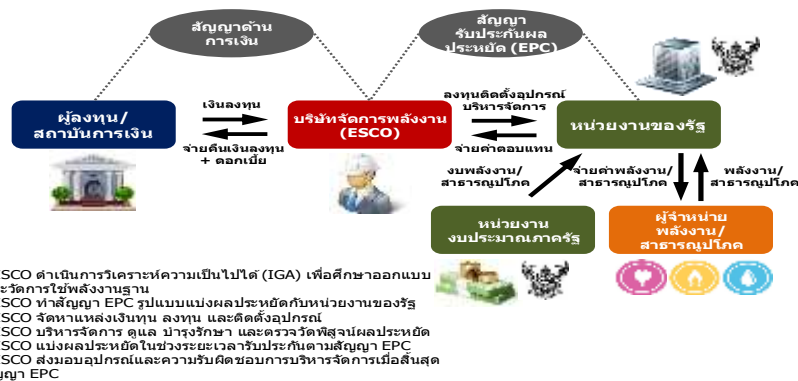 สัญญาด้าน
การเงิน
สัญญา
รับประกันผล
ประหยัด (EPC)
ผู้ลงทุน/
สถาบันการเงิน
เงินลงทุน
จ่ายคืนเงินลงทุน
+ ดอกเบี้ย
บริษัทจัดการพลังงาน
(ESCO)
ลงทุนติดตั้งอุปกรณ์
บริหารจัดการ
จ่ายค่าตอบแทน
หน่วยงานของรัฐ
งบพลังงาน/
สาธารณูปโภค
จ่ายค่าพลังงาน/
สาธารณูปโภค
พลังงาน/
สาธารณูปโภค
หน่วยงาน
งบประมาณภาครัฐ
ผู้จำหน่าย
พลังงาน/
สาธารณูปโภค
ESCO ดำเนินการวิเคราะห์ความเป็นไปได้ (IGA) เพื่อศึกษาออกแบบ
ะวัดการใช้พลังงานฐาน
ESCO ทำสัญญา EPC รูปแบบแบ่งผลประหยัดกับหน่วยงานของรัฐ
ESCO จัดหาแหล่งเงินทุน ลงทุน และติดตั้งอุปกรณ์
ESCO บริหารจัดการ ดูแล บำรุงรักษา และตรวจวัดพิสูจน์ผลประหยัด
ESCO แบ่งผลประหยัดในช่วงระยะเวลารับประกันตามสัญญา EPC
ESCO ส่งมอบอุปกรณ์และความรับผิดชอบการบริหารจัดการเมื่อสิ้นสุด
ญญา EPC